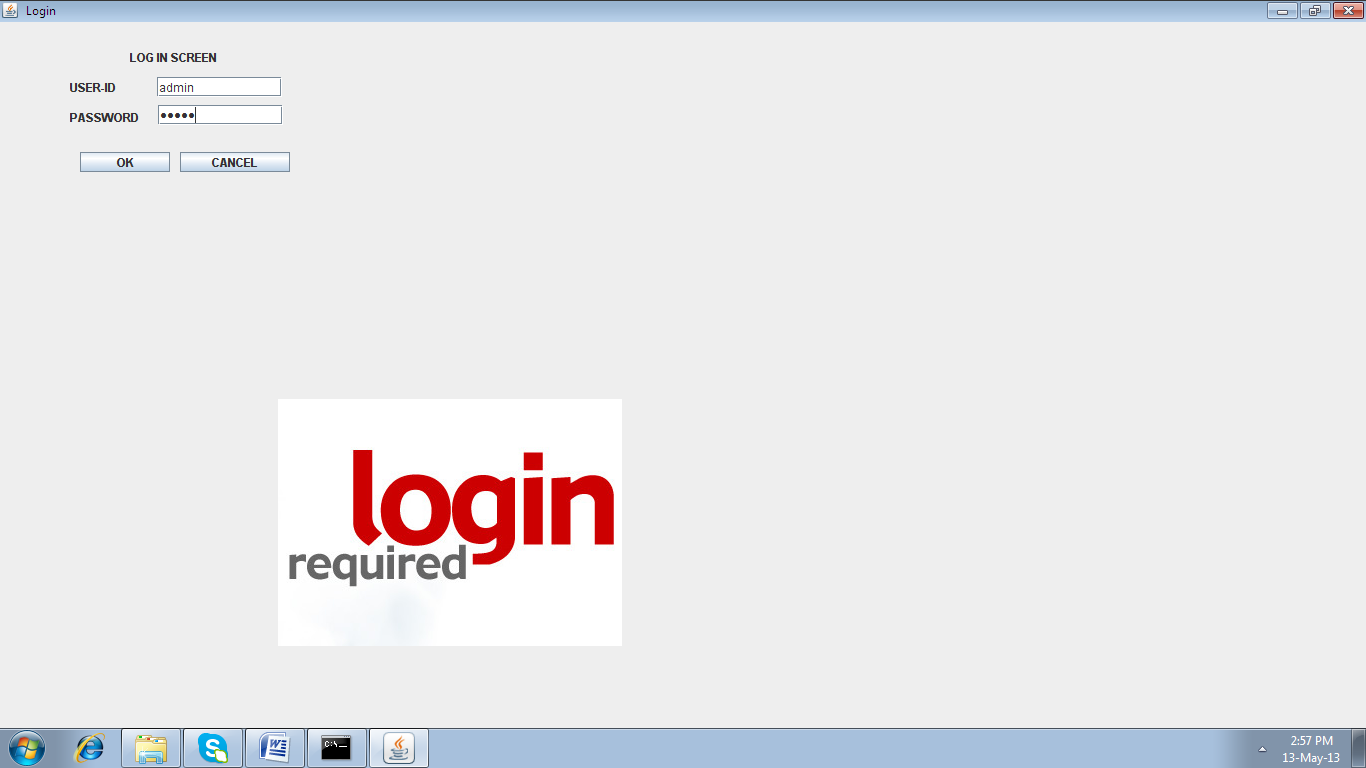 Login
LOG IN SCREEN
USER-ID admin
PASSWORD •••••
OK CANCEL
login
required
C:\
2:57 PM
13-May-13